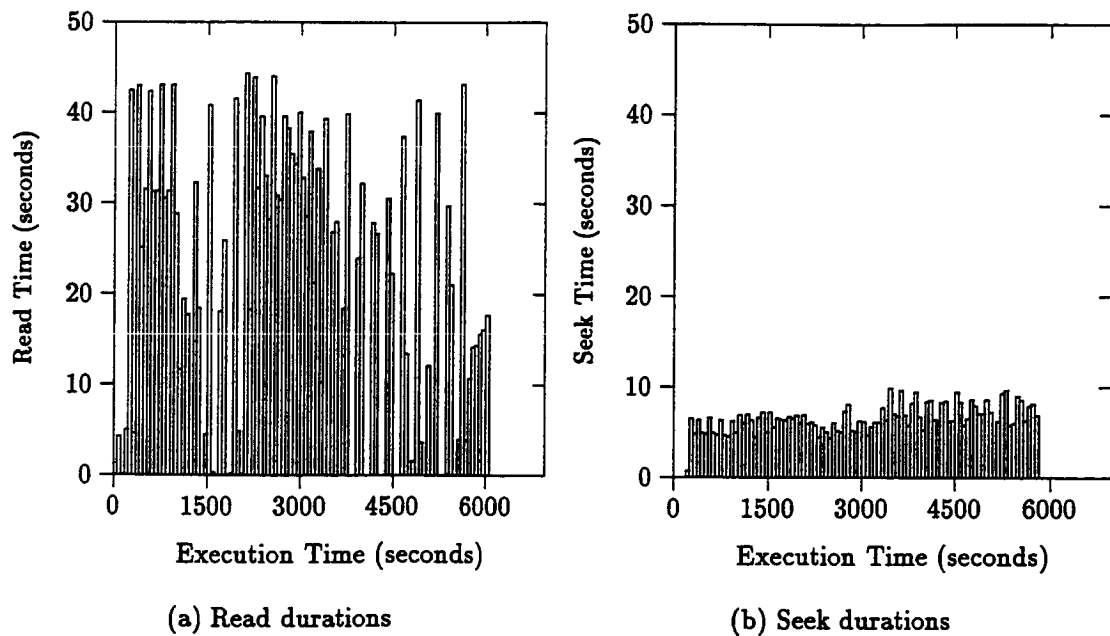 50
40
30
20
10
0
Read Time (seconds)
0 1500 3000 4500 6000
Execution Time (seconds)
(a) Read durations
50
40
30
20
10
0
Seek Time (seconds)
0 1500 3000 4500 6000
Execution Time (seconds)
(b) Seek durations